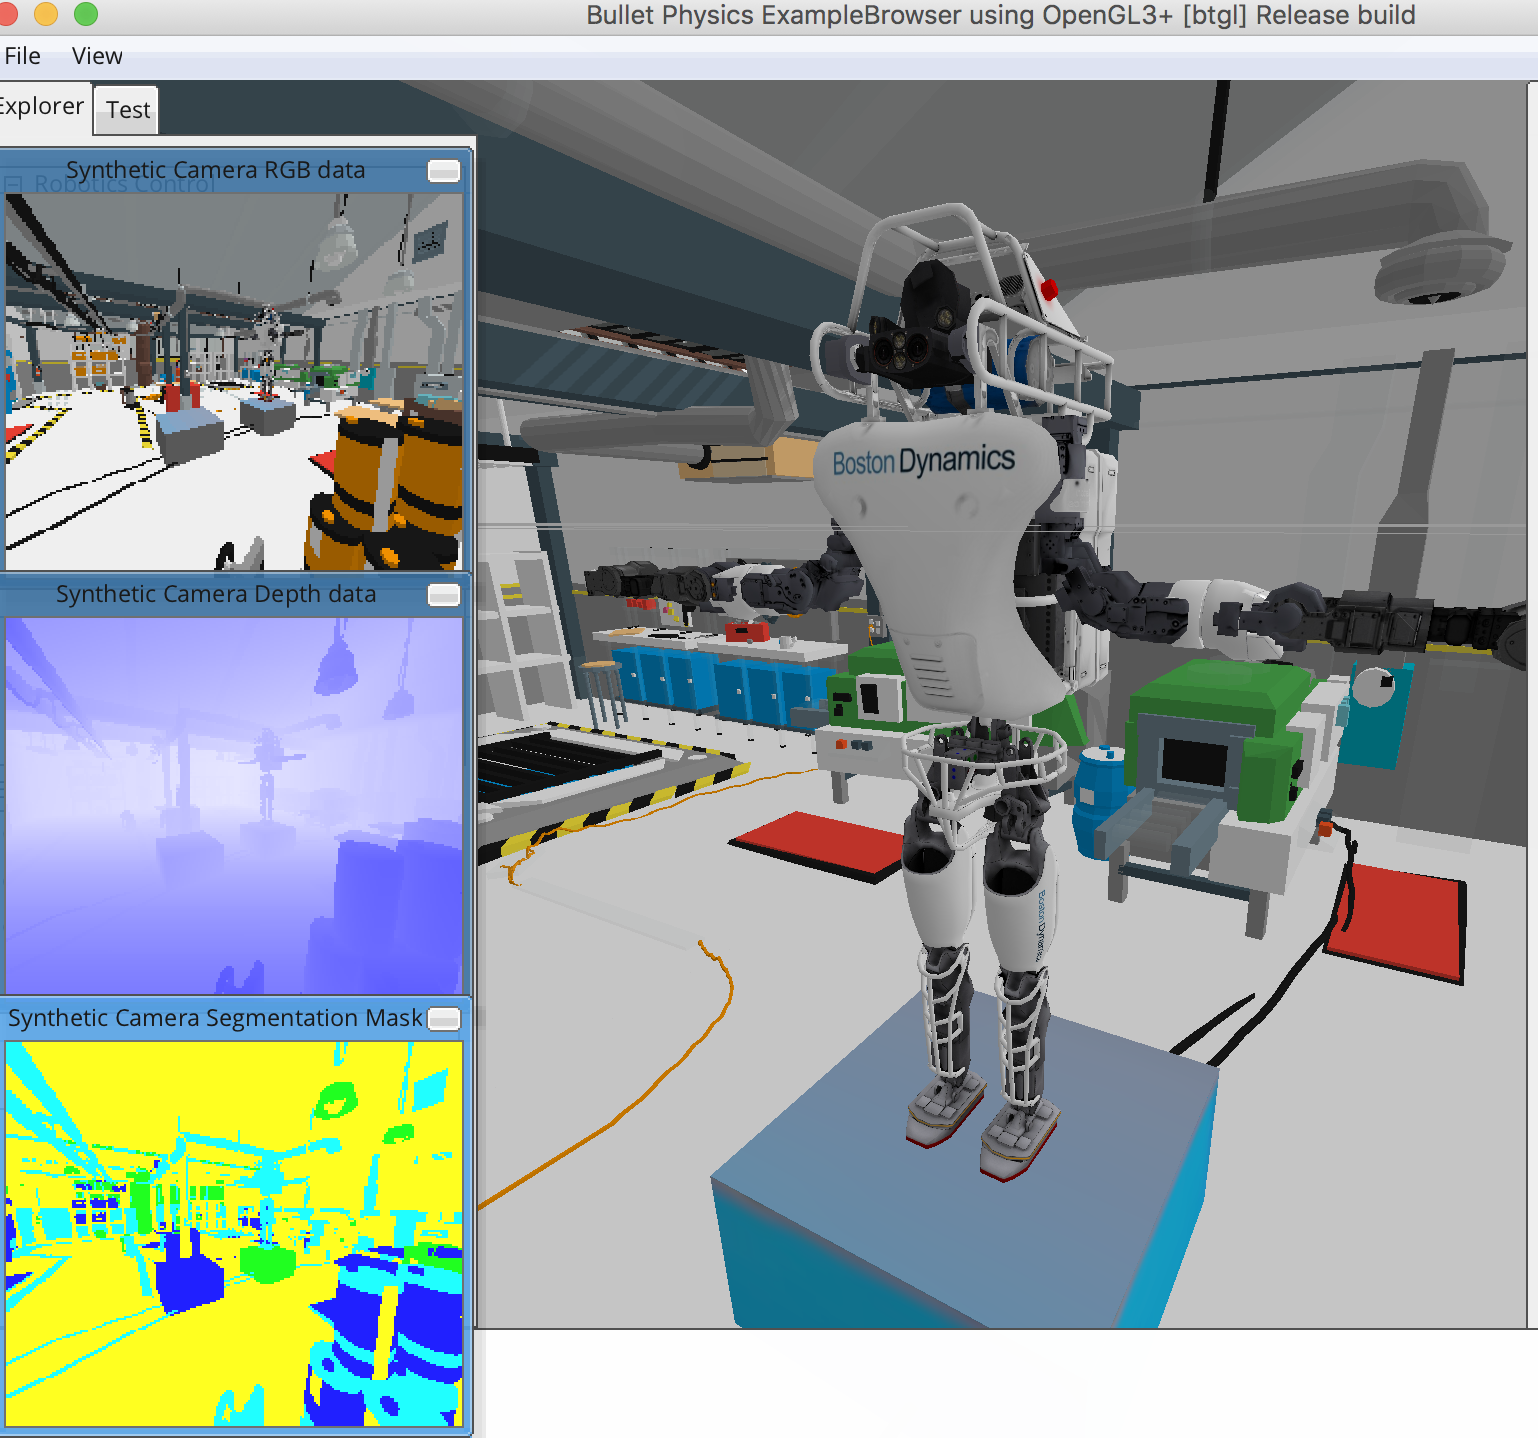 Bullet Physics ExampleBrowser using OpenGL3+ [btgl] Release build
File View
Explorer Test
Synthetic Camera RGB data
Robotics Control
Synthetic Camera Depth data
Synthetic Camera Segmentation Mask
Boston Dynamics
Boston Dynamics